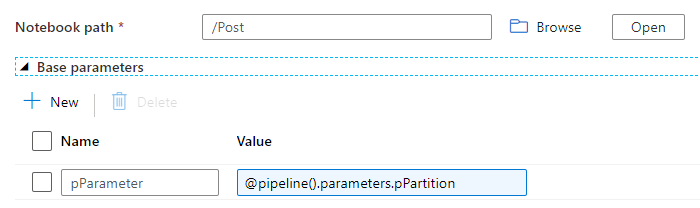 Notebook path * /Post Browse Open
Base parameters
New Delete
Name Value
pParameter @pipeline().parameters.pPartition